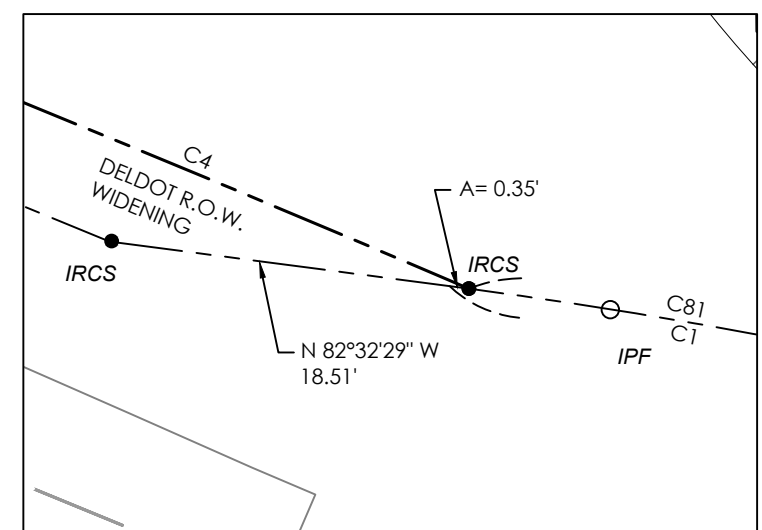 C4
DELDOT R.O.W.
WIDENING
A= 0.35'
IRCS
IRCS
N 82°32'29" W
18.51'
C81
C1
IPF